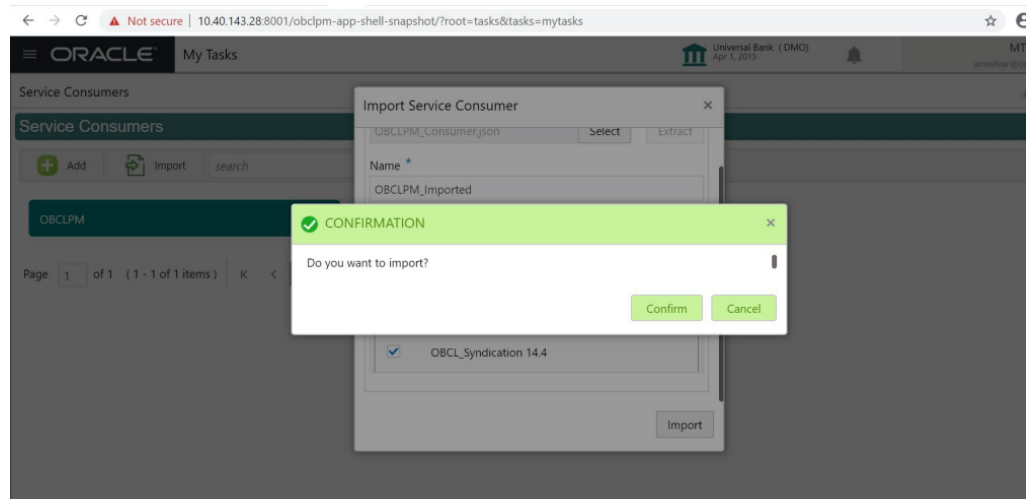 Not secure | 10.40.143.28:8001/obclpm-app-shell-snapshot/?root=tasks&tasks=mytasks
ORACLE My Tasks
Universal Bank ( DMO)
Apr 1, 2015
MT
Service Consumers
Service Consumers
Add Import search
OBCLPM
Page 1 of 1 ( 1 - 1 of 1 items )
Import Service Consumer
OBCLPM_Consumer.json Select Extract
Name *
OBCLPM_Imported
CONFIRMATION
Do you want to import?
Confirm Cancel
OBCL_Syndication 14.4
Import